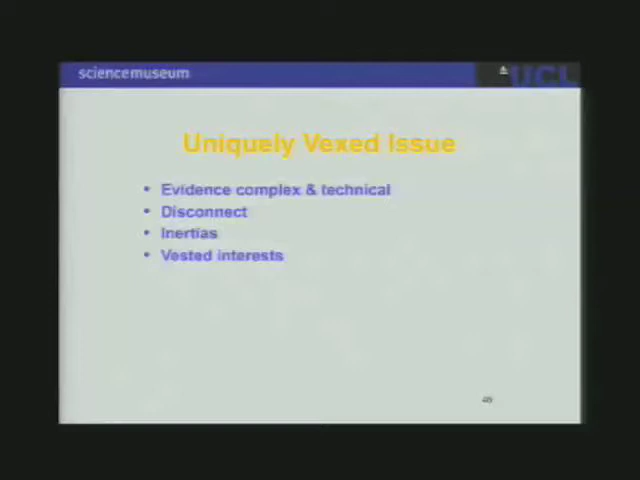 sciencemuseum
UCL
Uniquely Vexed Issue
• Evidence complex & technical
• Disconnect
• Inertias
• Vested interests